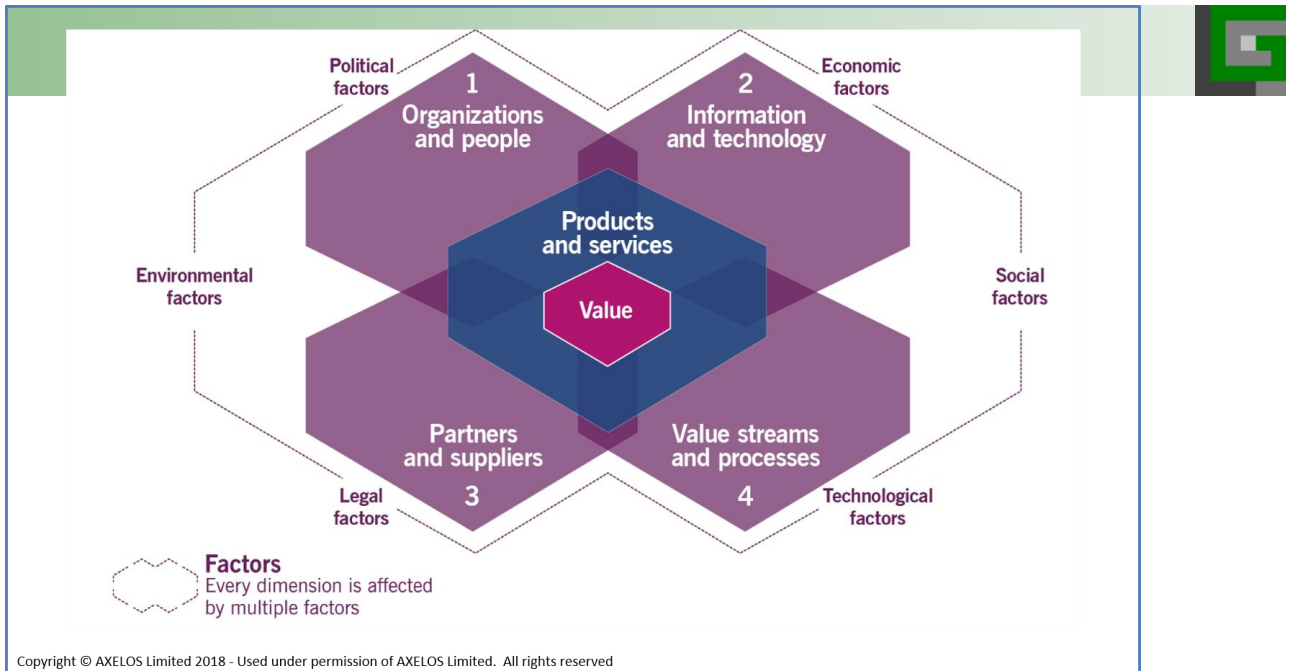 Political
factors
1
Organizations
and people
2
Information
and technology
Economic
factors
Products
and services
Environmental
factors
Value
Social
factors
Partners
and suppliers
3
Value streams
and processes
4
Legal
factors
Technological
factors
Factors
Every dimension is affected
by multiple factors
Copyright © AXELOS Limited 2018 - Used under permission of AXELOS Limited.  All rights reserved